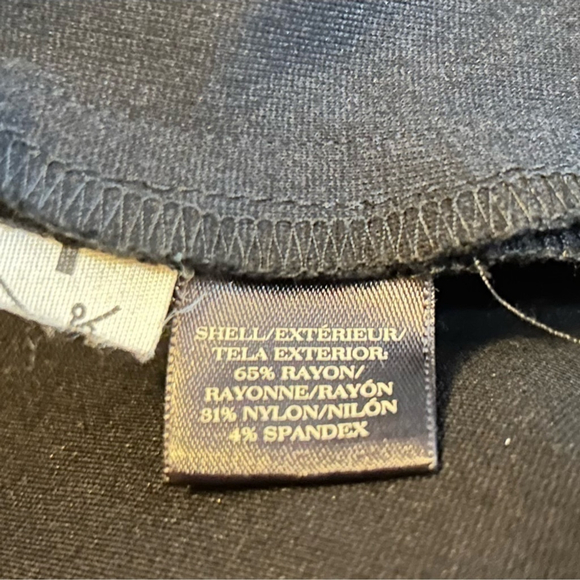 SHELL/EXTÉRIEUR/
TELA EXTERIOR:
65% RAYON/
RAYONNE/RAYÓN
31% NYLON/NILÓN
4% SPANDEX